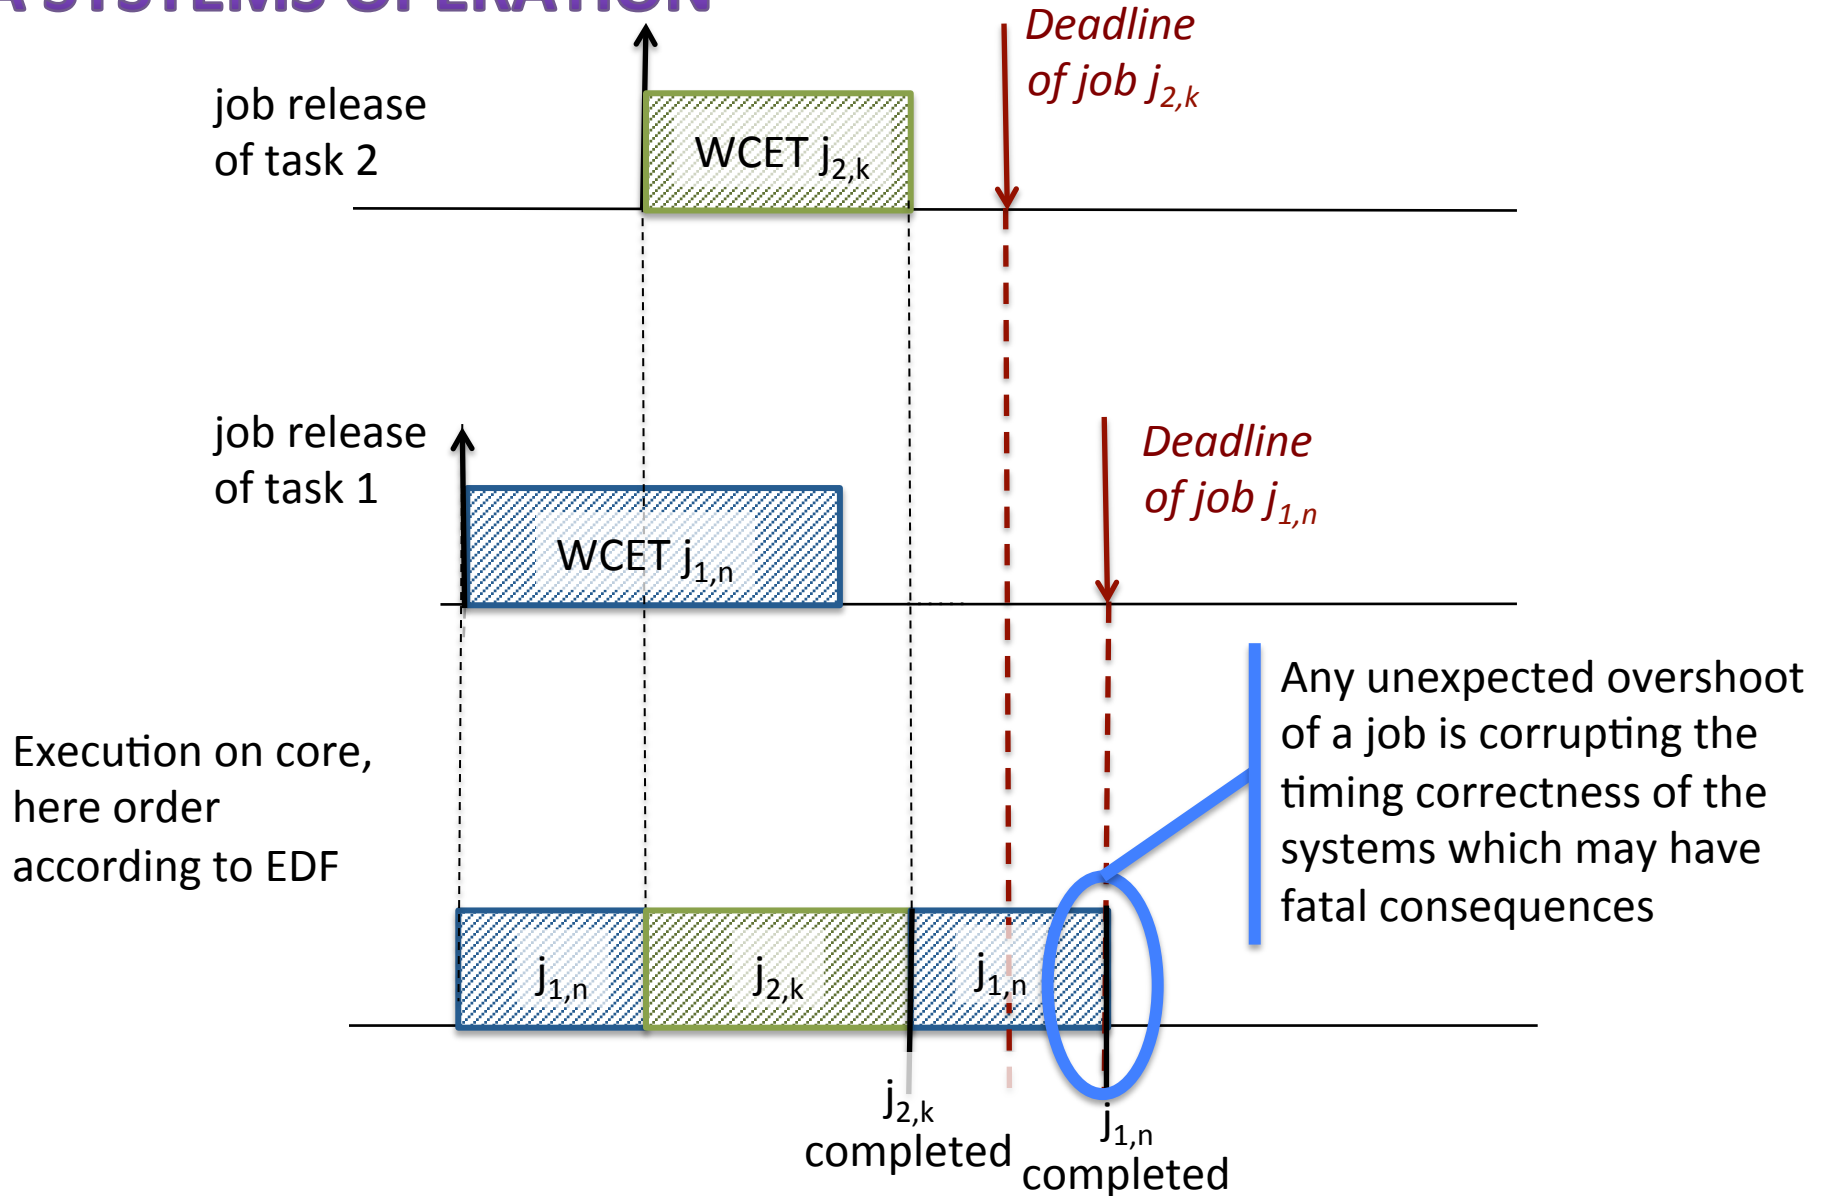 A SYSTEMS OPERATION
Deadline
of job j2,k
job release
of task 2
WCET j2,k
job release
of task 1
Deadline
of job j1,n
WCET j1,n
Any unexpected overshoot
of a job is corrupting the
timing correctness of the
systems which may have
fatal consequences
Execution on core,
here order
according to EDF
j1,n
j2,k
j1,n
j2,k
completed
j1,n
completed